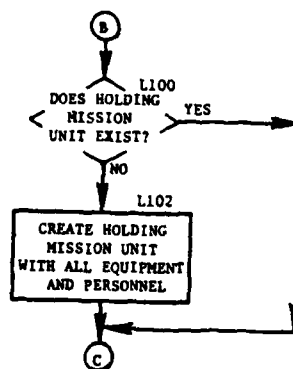 B
L100
DOES HOLDING
MISSION
UNIT EXIST?
YES
NO
L102
CREATE HOLDING
MISSION UNIT
WITH ALL EQUIPMENT
AND PERSONNEL
C